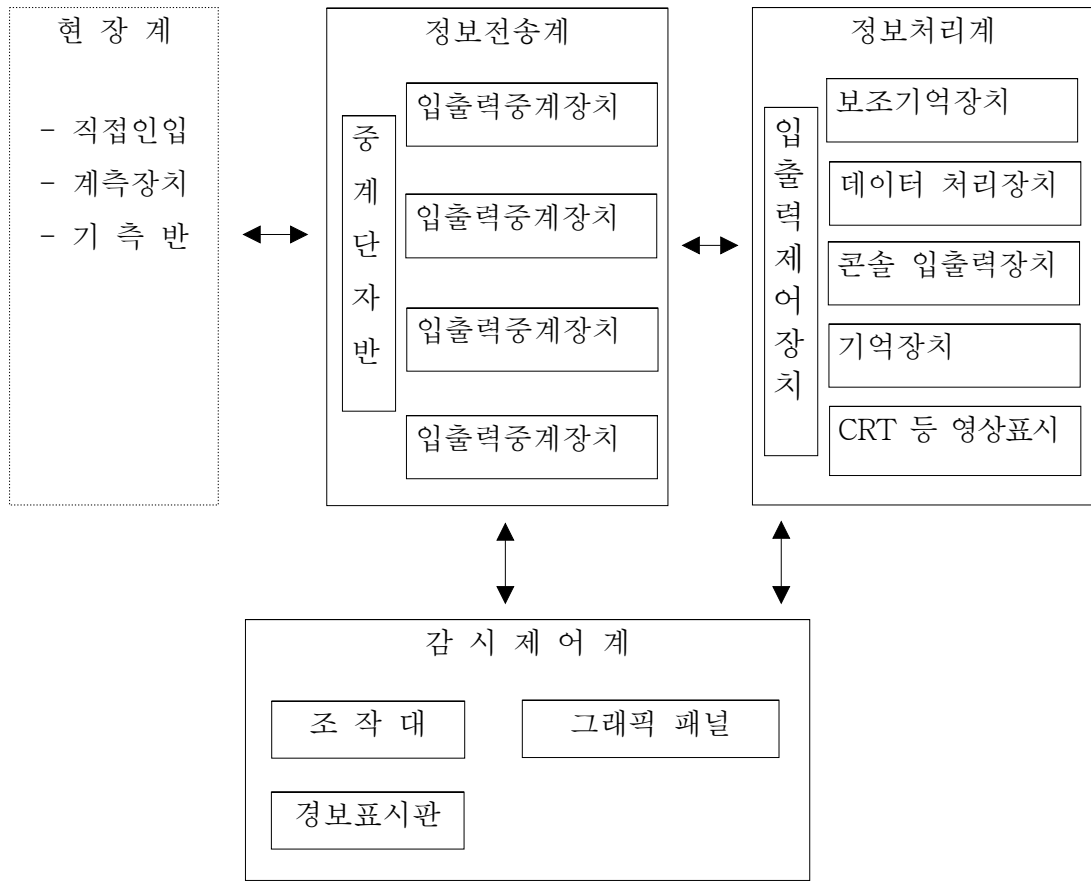 현 장 계
- 직접인입
- 계측장치
- 기 측 반
정보전송계
중계단자반
입출력중계장치
입출력중계장치
입출력중계장치
입출력중계장치
정보처리계
입출력제어장치
보조기억장치
데이터 처리장치
콘솔 입출력장치
기억장치
CRT 등 영상표시
감 시 제 어 계
조 작 대
그래픽 패널
경보표시판